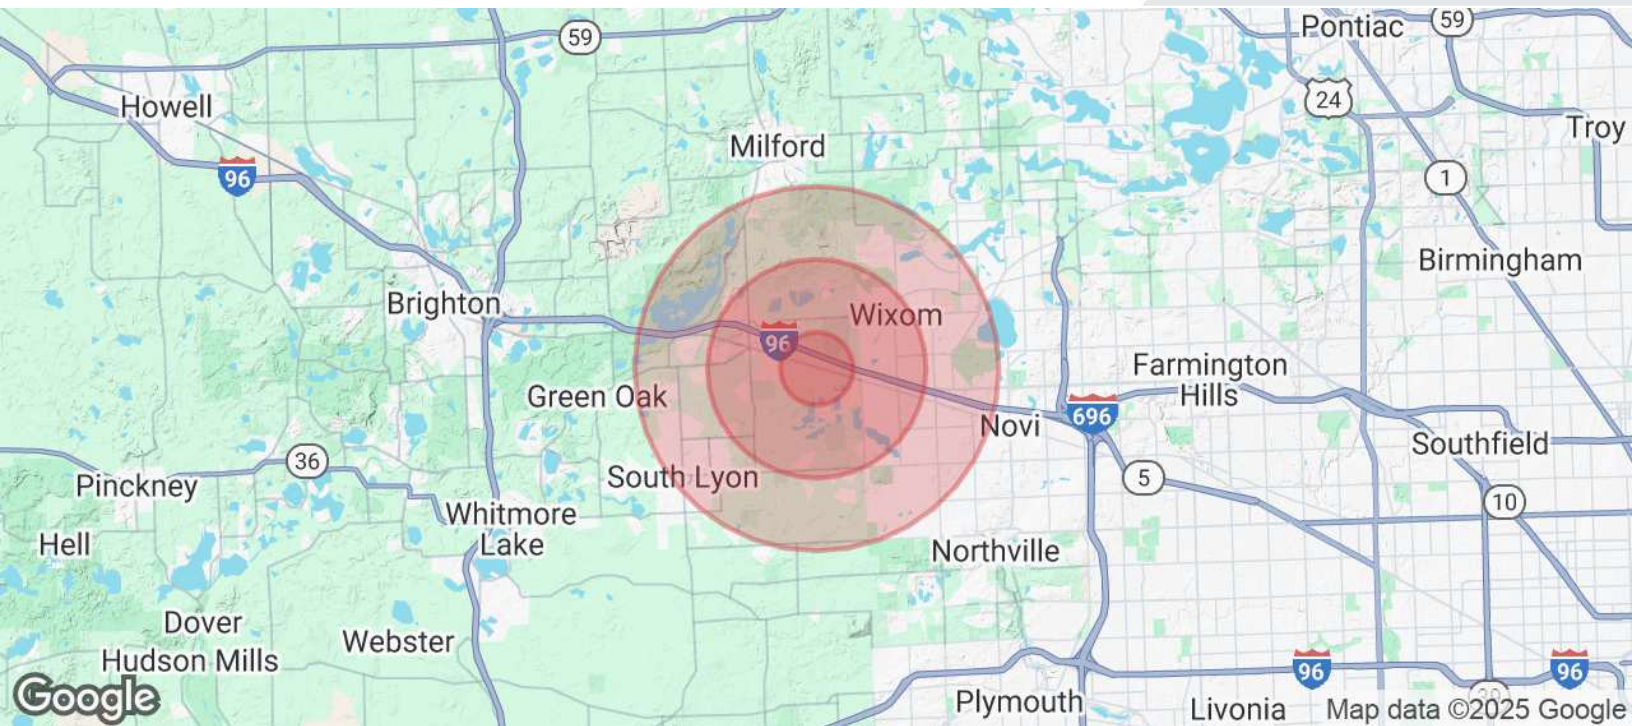 Pontiac
59
59
24
Howell
Troy
Milford
96
1
Birmingham
Brighton
Wixom
96
Farmington
Hills
Green Oak
696
Novi
Southfield
36
South Lyon
5
Pinckney
10
Whitmore
Lake
Hell
Northville
Dover
Webster
Hudson Mills
96
96
Google
Plymouth
Livonia
Map data ©2025 Google